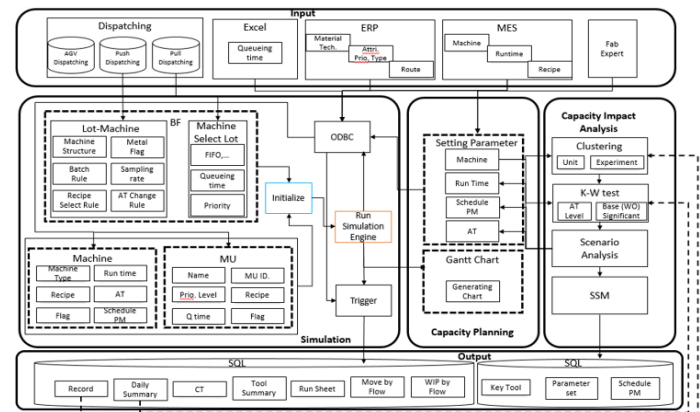 Input
Dispatching
AGV
Dispatching
Push
Dispatching
Pull
Dispatching
Excel
Queueing
time
ERP
Material
Tech.
Attri.
Prio, Type
Route
MES
Machine
Runtime
Recipe
Fab
Expert
BF
Lot-Machine
Machine
Structure
Metal
Flag
Batch
Rule
Sampling
rate
Recipe
Select Rule
AT Change
Rule
Machine
Select Lot
FIFO,...
Queueing
time
Priority
Initialize
ODBC
Run
Simulation
Engine
Trigger
Machine
Machine
Type
Run time
Recipe
AT
Flag
Schedule
PM
MU
Name
MU ID.
Prio. Level
Recipe
Q time
Flag
Simulation
Setting Parameter
Machine
Run Time
Schedule
PM
AT
Gantt Chart
Generating
Chart
Capacity Planning
Capacity Impact
Analysis
Clustering
Unit
Experiment
K-W test
AT
Level
Base (WO)
Significant
Scenario
Analysis
SSM
Output
SQL
Record
Daily
Summary
CT
Tool
Summary
Run Sheet
Move by
Flow
WIP by
Flow
SQL
Key Tool
Parameter
set
Schedule
PM